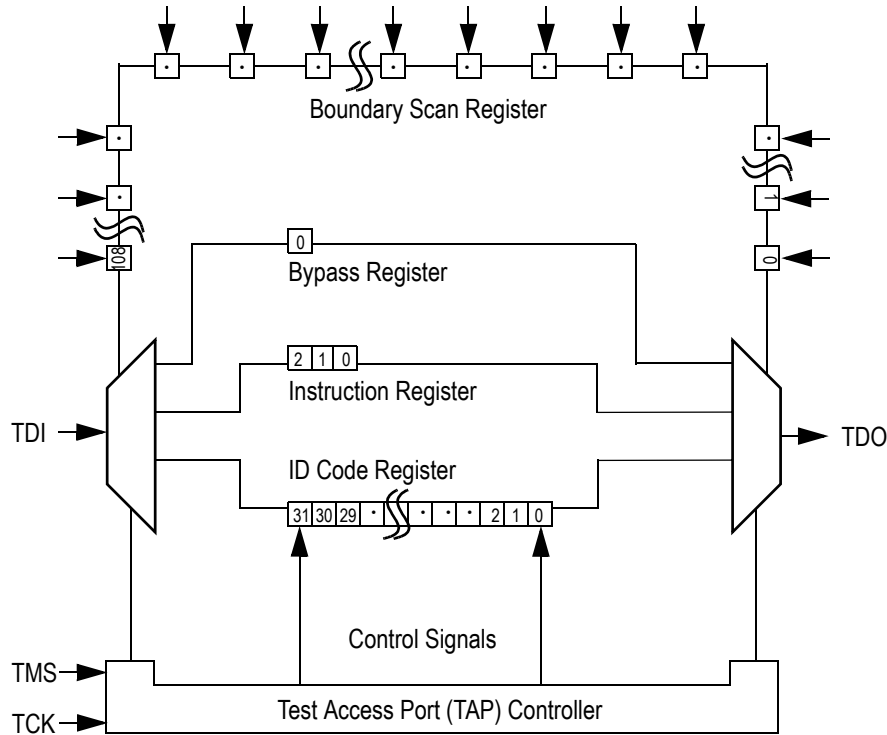 · · · · · · · ·
Boundary Scan Register
· ·
· 1
108 0
0
Bypass Register
2 1 0
Instruction Register
TDI
TDO
ID Code Register
31 30 29 · · · · 2 1 0
Control Signals
TMS
Test Access Port (TAP) Controller
TCK